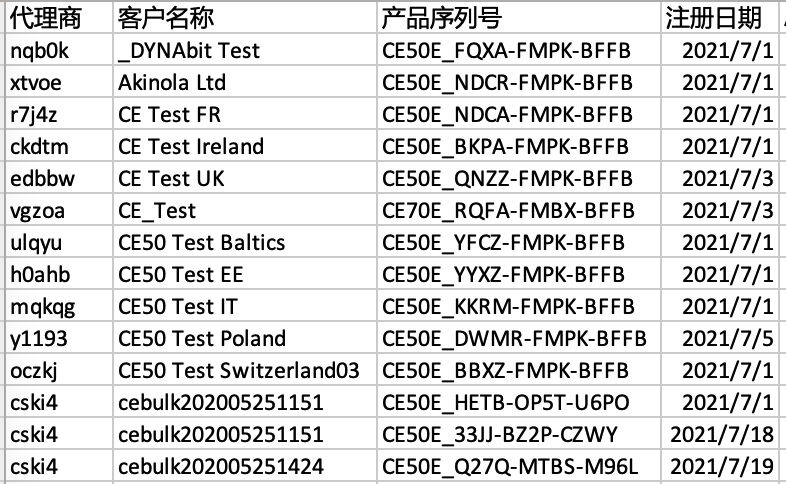 代理商 客户名称 产品序列号 注册日期
nqb0k _DYNAbit Test CE50E_FQXA-FMPK-BFFB 2021/7/1
xtvoe Akinola Ltd CE50E_NDCR-FMPK-BFFB 2021/7/1
r7j4z CE Test FR CE50E_NDCA-FMPK-BFFB 2021/7/1
ckdtm CE Test Ireland CE50E_BKPA-FMPK-BFFB 2021/7/1
edbbw CE Test UK CE50E_QNZZ-FMPK-BFFB 2021/7/3
vgzoa CE_Test CE70E_RQFA-FMBX-BFFB 2021/7/3
ulqyu CE50 Test Baltics CE50E_YFCZ-FMPK-BFFB 2021/7/1
h0ahb CE50 Test EE CE50E_YYXZ-FMPK-BFFB 2021/7/1
mqkqg CE50 Test IT CE50E_KKRM-FMPK-BFFB 2021/7/1
y1193 CE50 Test Poland CE50E_DWMR-FMPK-BFFB 2021/7/5
oczkj CE50 Test Switzerland03 CE50E_BBXZ-FMPK-BFFB 2021/7/1
cski4 cebulk202005251151 CE50E_HETB-OP5T-U6PO 2021/7/1
cski4 cebulk202005251151 CE50E_33JJ-BZ2P-CZWY 2021/7/18
cski4 cebulk202005251424 CE50E_Q27Q-MTBS-M96L 2021/7/19